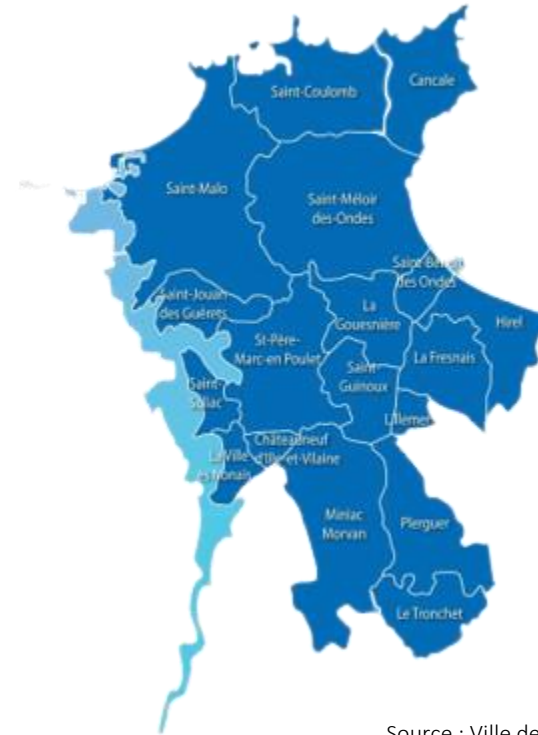 Cancale
Saint-Coulomb
Saint-Malo
Saint-Méloir
des-Ondes
Saint-Benoit
des Ondes
Saint-Jouan
des Guérets
La
Gouesnière
Hirel
St-Père-
Marc-en Poulet
La Fresnais
Saint
Guinoux
Saint-
Suliac
Lillemer
Châteauneuf
d'Ille-et-Vilaine
La Ville
ès Nonais
Miniac
Morvan
Plerguer
Le Tronchet
Source : Ville de